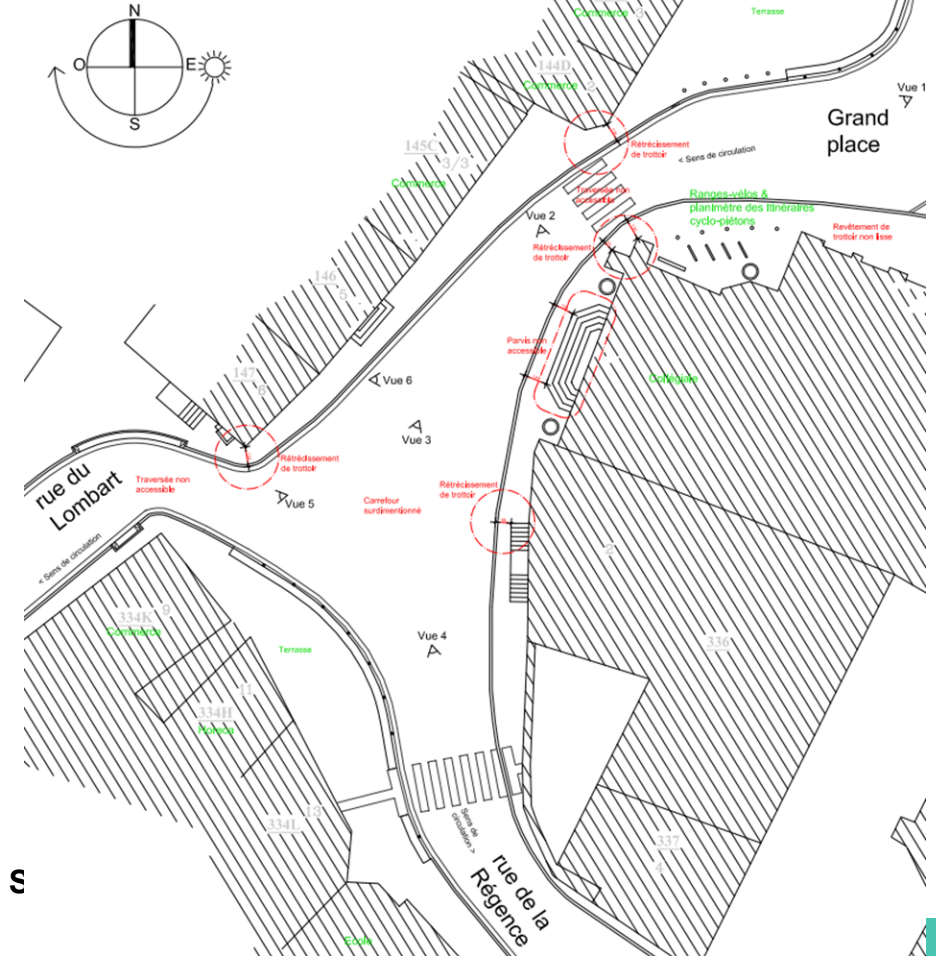 N
O
E
S
Commerce 3
Terrasse
144D
Commerce 2
Vue 1
Grand
place
145C
3/3
Commerce
Rétrécissement
de trottoir
< Sens de circulation
Traversée non
accessible
Ranges-vélos &
planimètre des itinéraires
cyclo-piétons
Vue 2
Rétrécissement
de trottoir
Revêtement de
trottoir non lisse
146
5
Parvis non
accessible
147
6
Vue 6
Collégiale
Vue 3
Rétrécissement
de trottoir
rue du
Lombart
Traversée non
accessible
Vue 5
Carrefour
surdimentionné
Rétrécissement
de trottoir
< Sens de circulation
2
334K 9
Commerce
Vue 4
Terrasse
336
11
334H
Horeca
334L 13
Sens de
circulation >
337
4
rue de la
Régence
S
Ecole